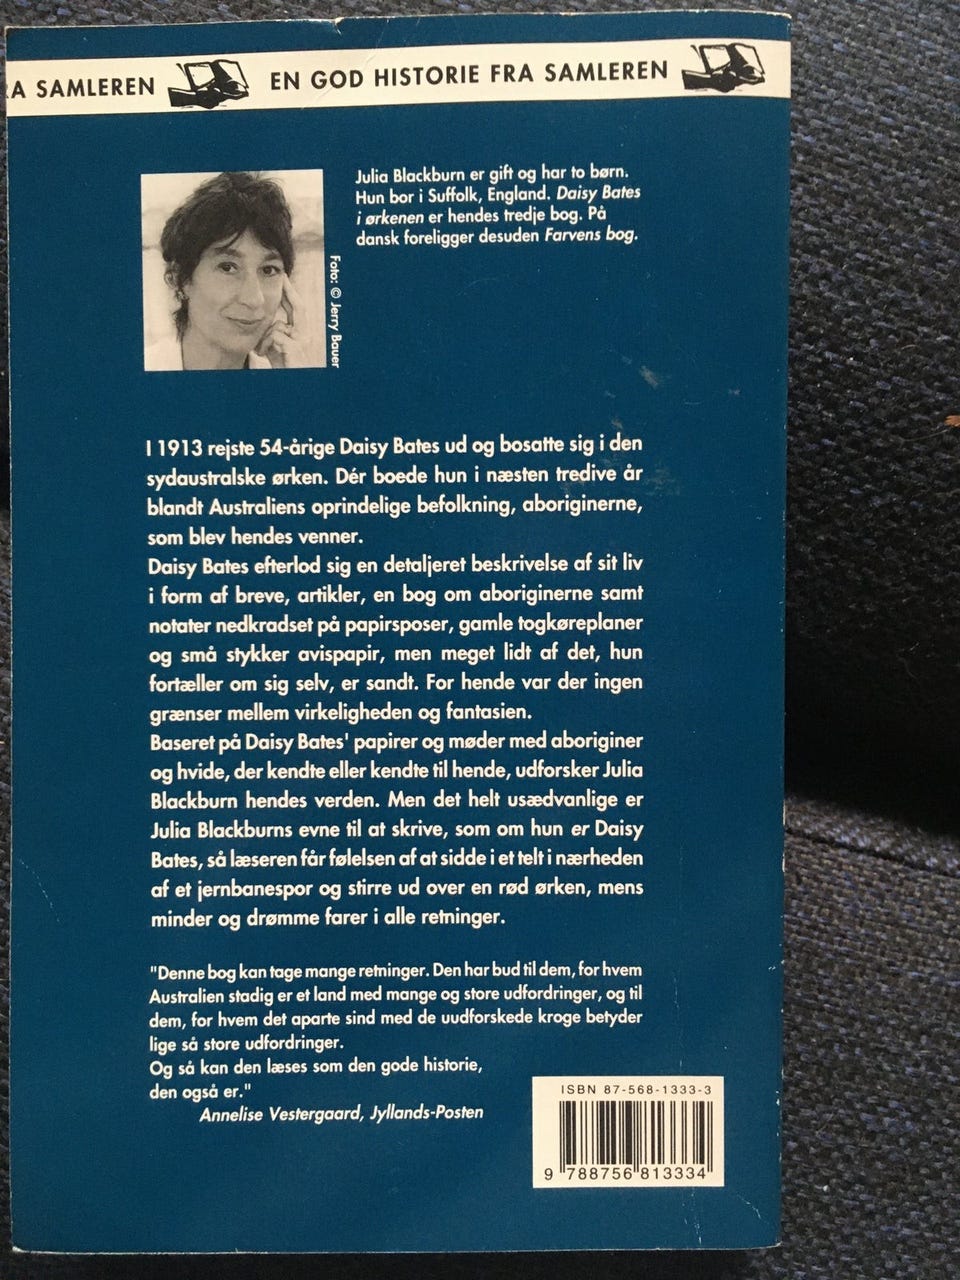 RA SAMLEREN EN GOD HISTORIE FRA SAMLEREN
Julia Blackburn er gift og har to børn.
Hun bor i Suffolk, England. Daisy Bates
i ørkenen er hendes tredje bog. På
dansk foreligger desuden Farvens bog.
Foto: © Jerry Bauer
I 1913 rejste 54-årige Daisy Bates ud og bosatte sig i den
sydaustralske ørken. Dér boede hun i næsten tredive år
blandt Australiens oprindelige befolkning, aboriginerne,
som blev hendes venner.
Daisy Bates efterlod sig en detaljeret beskrivelse af sit liv
i form af breve, artikler, en bog om aboriginerne samt
notater nedkradset på papirsposer, gamle togkøreplaner
og små stykker avispapir, men meget lidt af det, hun
fortæller om sig selv, er sandt. For hende var der ingen
grænser mellem virkeligheden og fantasien.
Baseret på Daisy Bates' papirer og møder med aboriginer
og hvide, der kendte eller kendte til hende, udforsker Julia
Blackburn hendes verden. Men det helt usædvanlige er
Julia Blackburns evne til at skrive, som om hun er Daisy
Bates, så læseren får følelsen af at sidde i et telt i nærheden
af et jernbanespor og stirre ud over en rød ørken, mens
minder og drømme farer i alle retninger.
"Denne bog kan tage mange retninger. Den har bud til dem, for hvem
Australien stadig er et land med mange og store udfordringer, og til
dem, for hvem det aparte sind med de uudforskede kroge betyder
lige så store udfordringer.
Og så kan den læses som den gode historie,
den også er."
Annelise Vestergaard, Jyllands-Posten
ISBN 87-568-1333-3
9 788756 813334